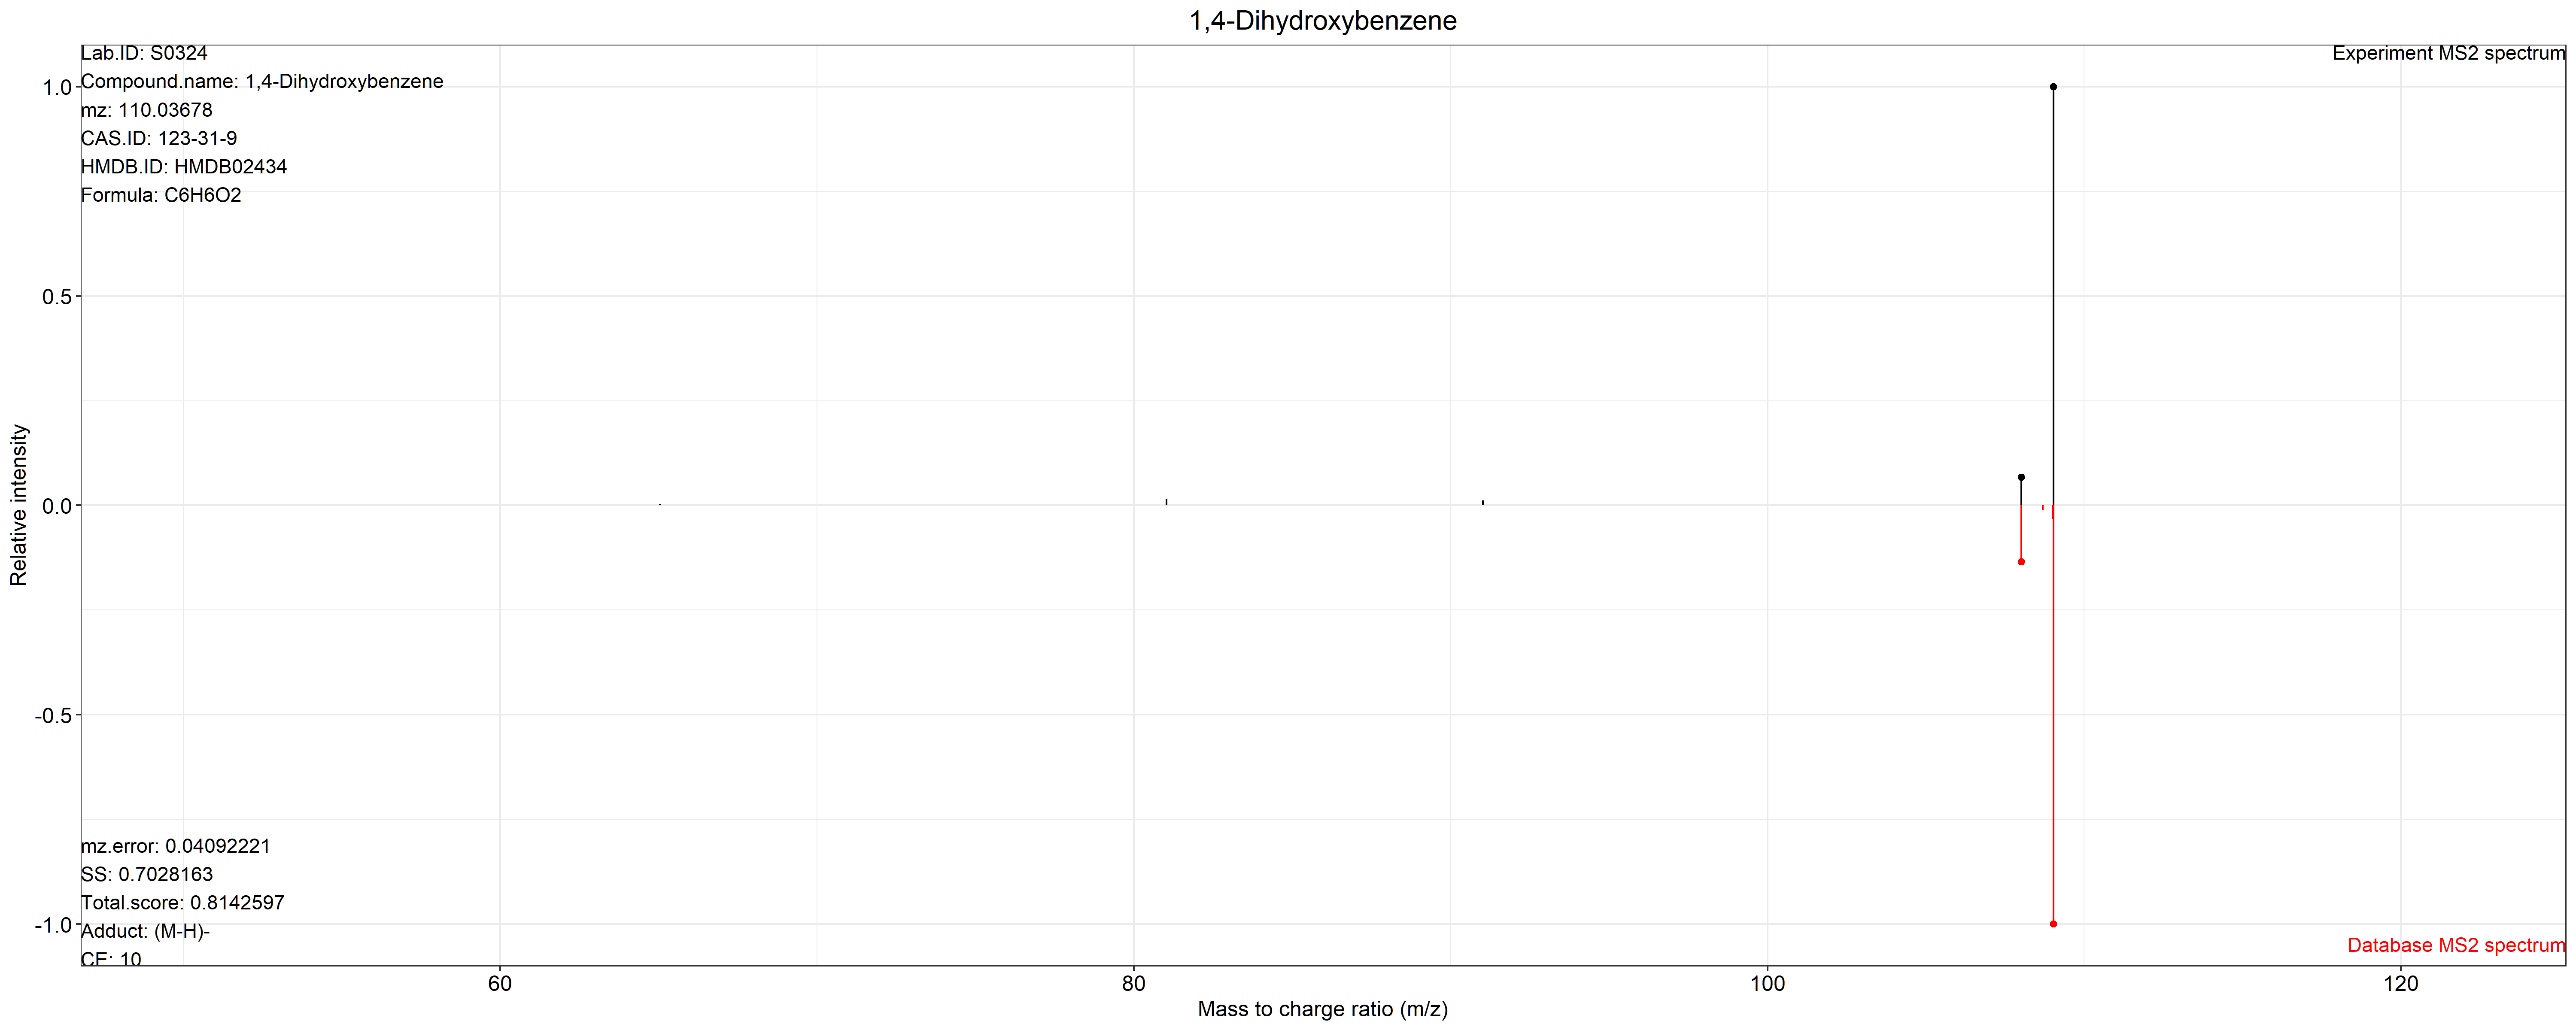 1,4-Dihydroxybenzene
Lab.ID: S0324
Compound.name: 1,4-Dihydroxybenzene
mz: 110.03678
CAS.ID: 123-31-9
HMDB.ID: HMDB02434
Formula: C6H6O2
Experiment MS2 spectrum
1.0
0.5
0.0
-0.5
-1.0
Relative intensity
mz.error: 0.04092221
SS: 0.7028163
Total.score: 0.8142597
Adduct: (M-H)-
CE: 10
Database MS2 spectrum
60 80 100 120
Mass to charge ratio (m/z)